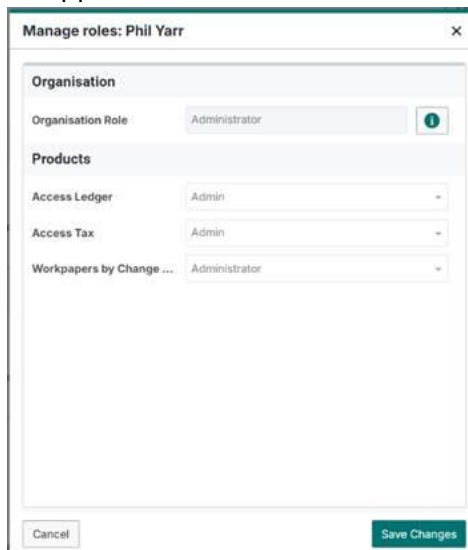 Manage roles: Phil Yarr ×
Organisation
Organisation Role Administrator i
Products
Access Ledger Admin
Access Tax Admin
Workpapers by Change ... Administrator
Cancel Save Changes